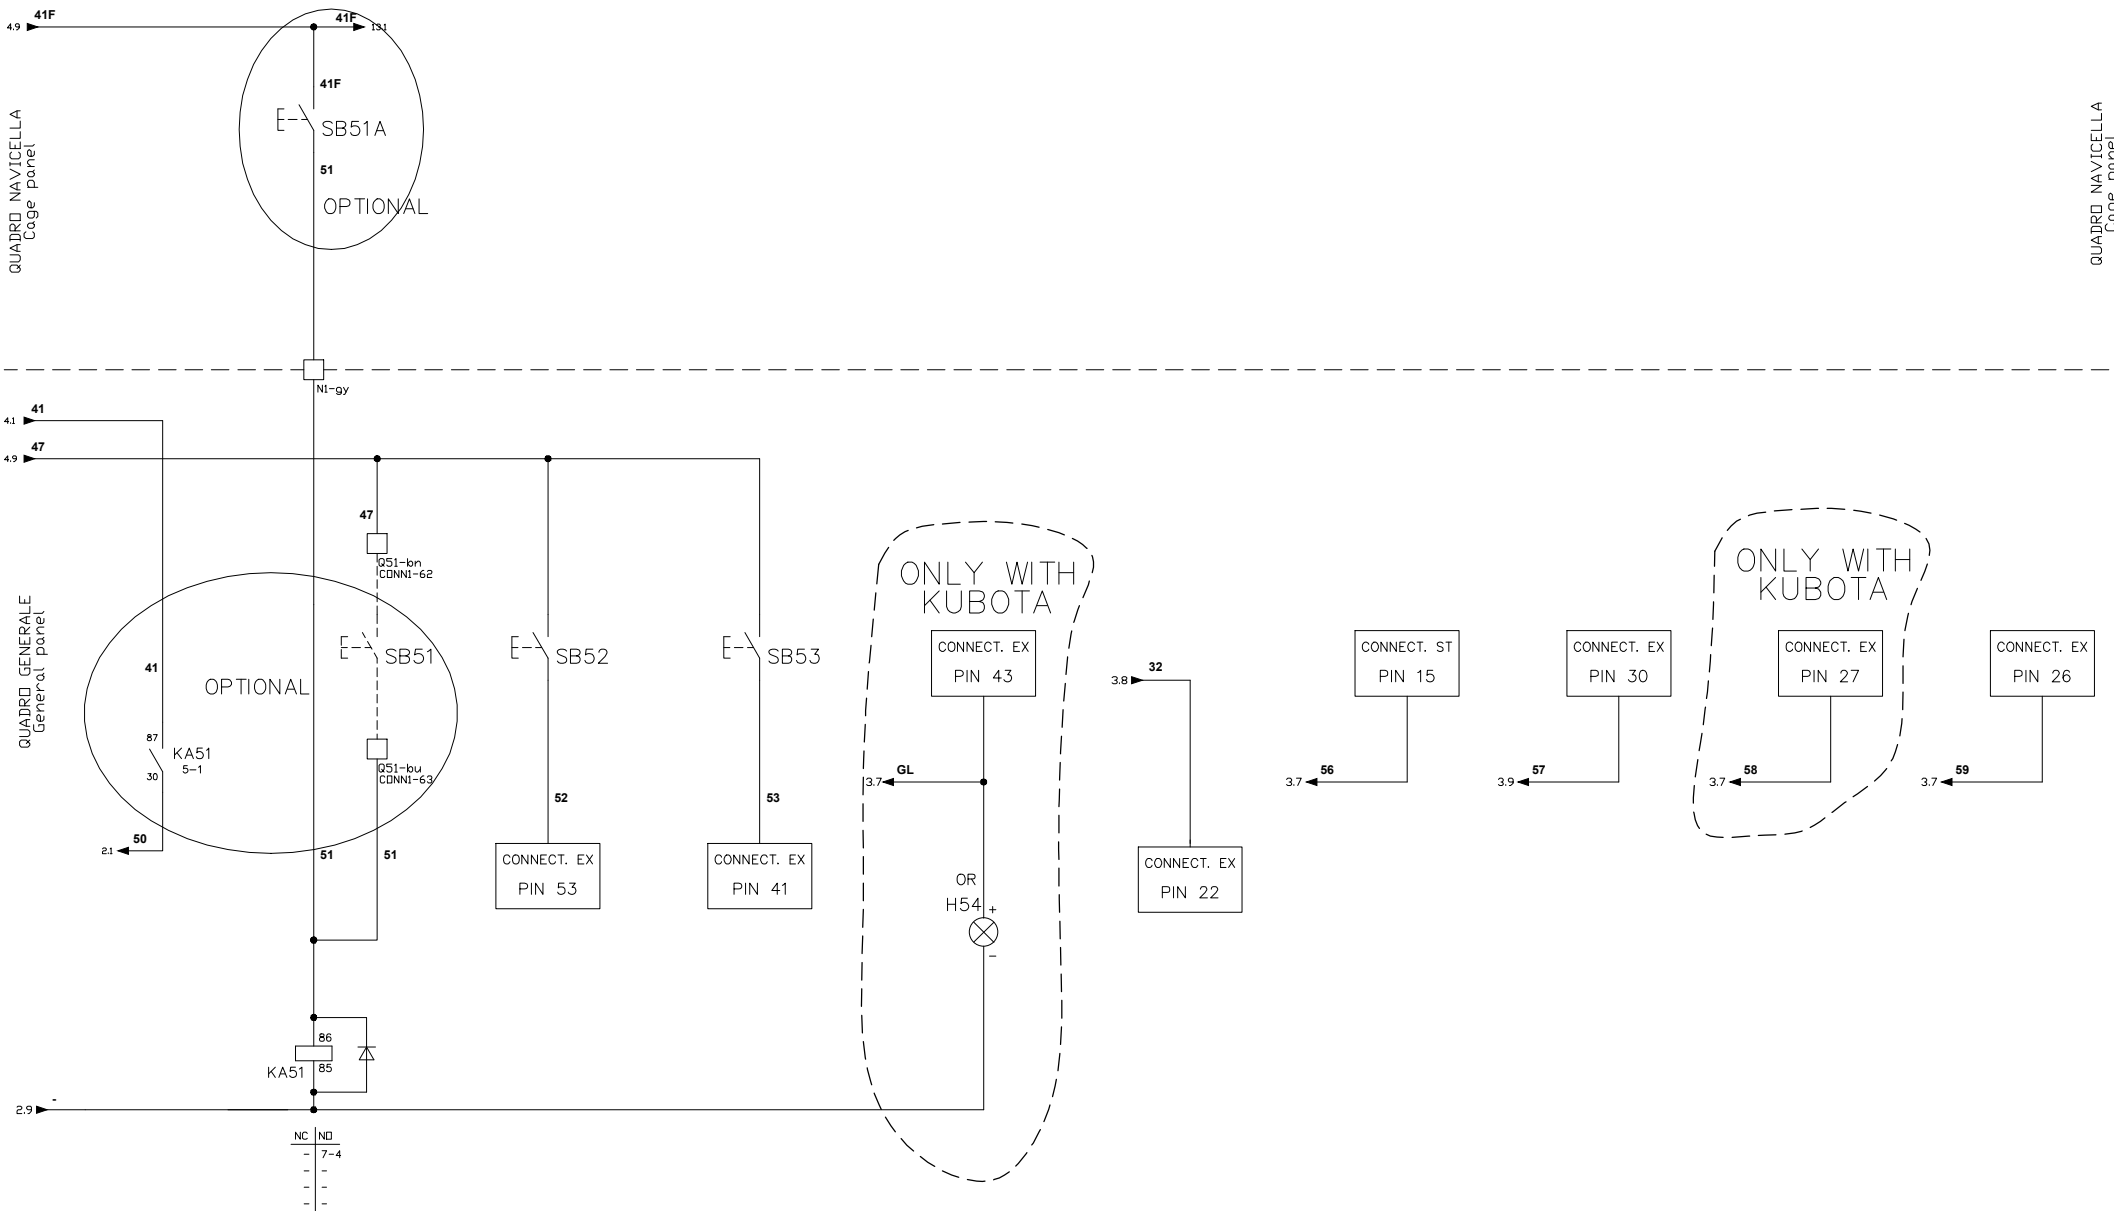 4.9
41F
41F
13.1
41F
SB51A
51
OPTIONAL
QUADRO NAVICELLA
Cage panel
QUADRO NAVICELLA
Cage panel
N1-gy
4.1
41
4.9
47
47
Q51-bn
CONN1-62
QUADRO GENERALE
General panel
41
OPTIONAL
SB51
SB52
SB53
87
30
KA51
5-1
Q51-bu
CONN1-63
2.1
50
51
51
52
53
CONNECT. EX
PIN 53
CONNECT. EX
PIN 41
ONLY WITH
KUBOTA
CONNECT. EX
PIN 43
3.7
GL
OR
H54
+
-
3.8
32
CONNECT. EX
PIN 22
CONNECT. ST
PIN 15
3.7
56
CONNECT. EX
PIN 30
3.9
57
ONLY WITH
KUBOTA
CONNECT. EX
PIN 27
3.7
58
CONNECT. EX
PIN 26
3.7
59
86
85
KA51
2.9
-
NC NO
- 7-4
- -
- -
- -